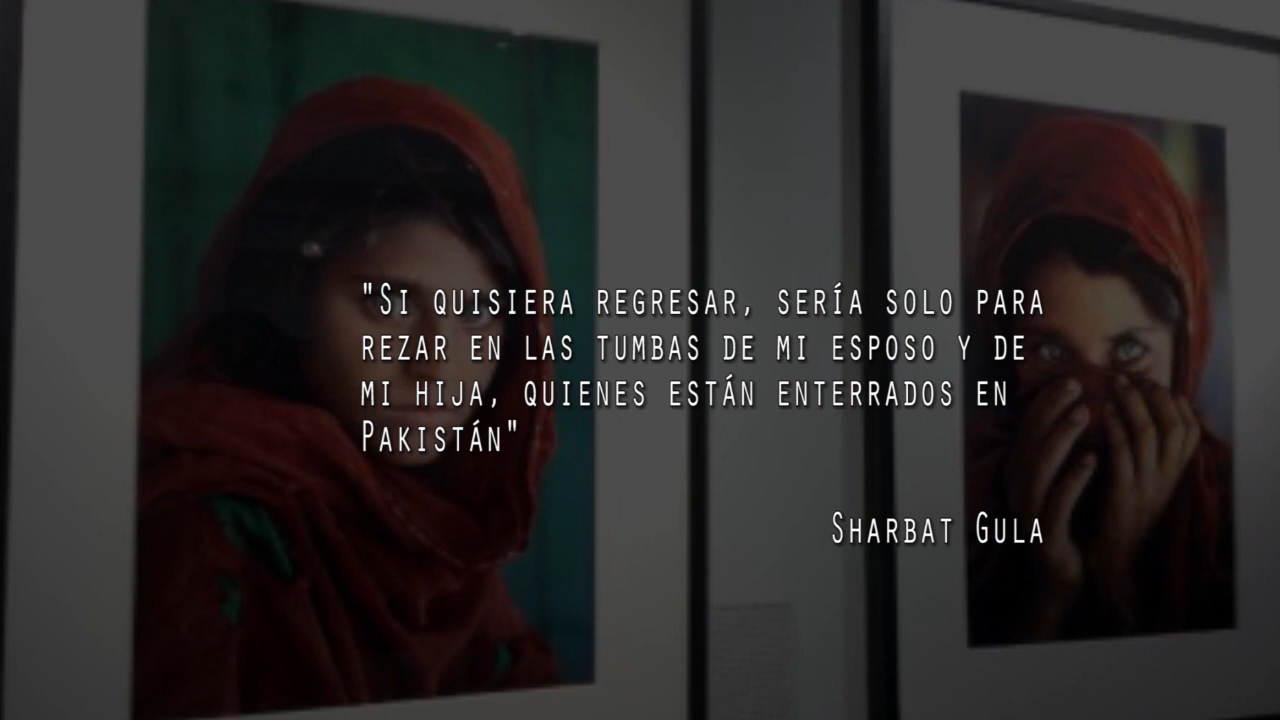 "Si quisiera regresar, sería solo para
rezar en las tumbas de mi esposo y de
mi hija, quienes están enterrados en
Pakistán"
Sharbat Gula